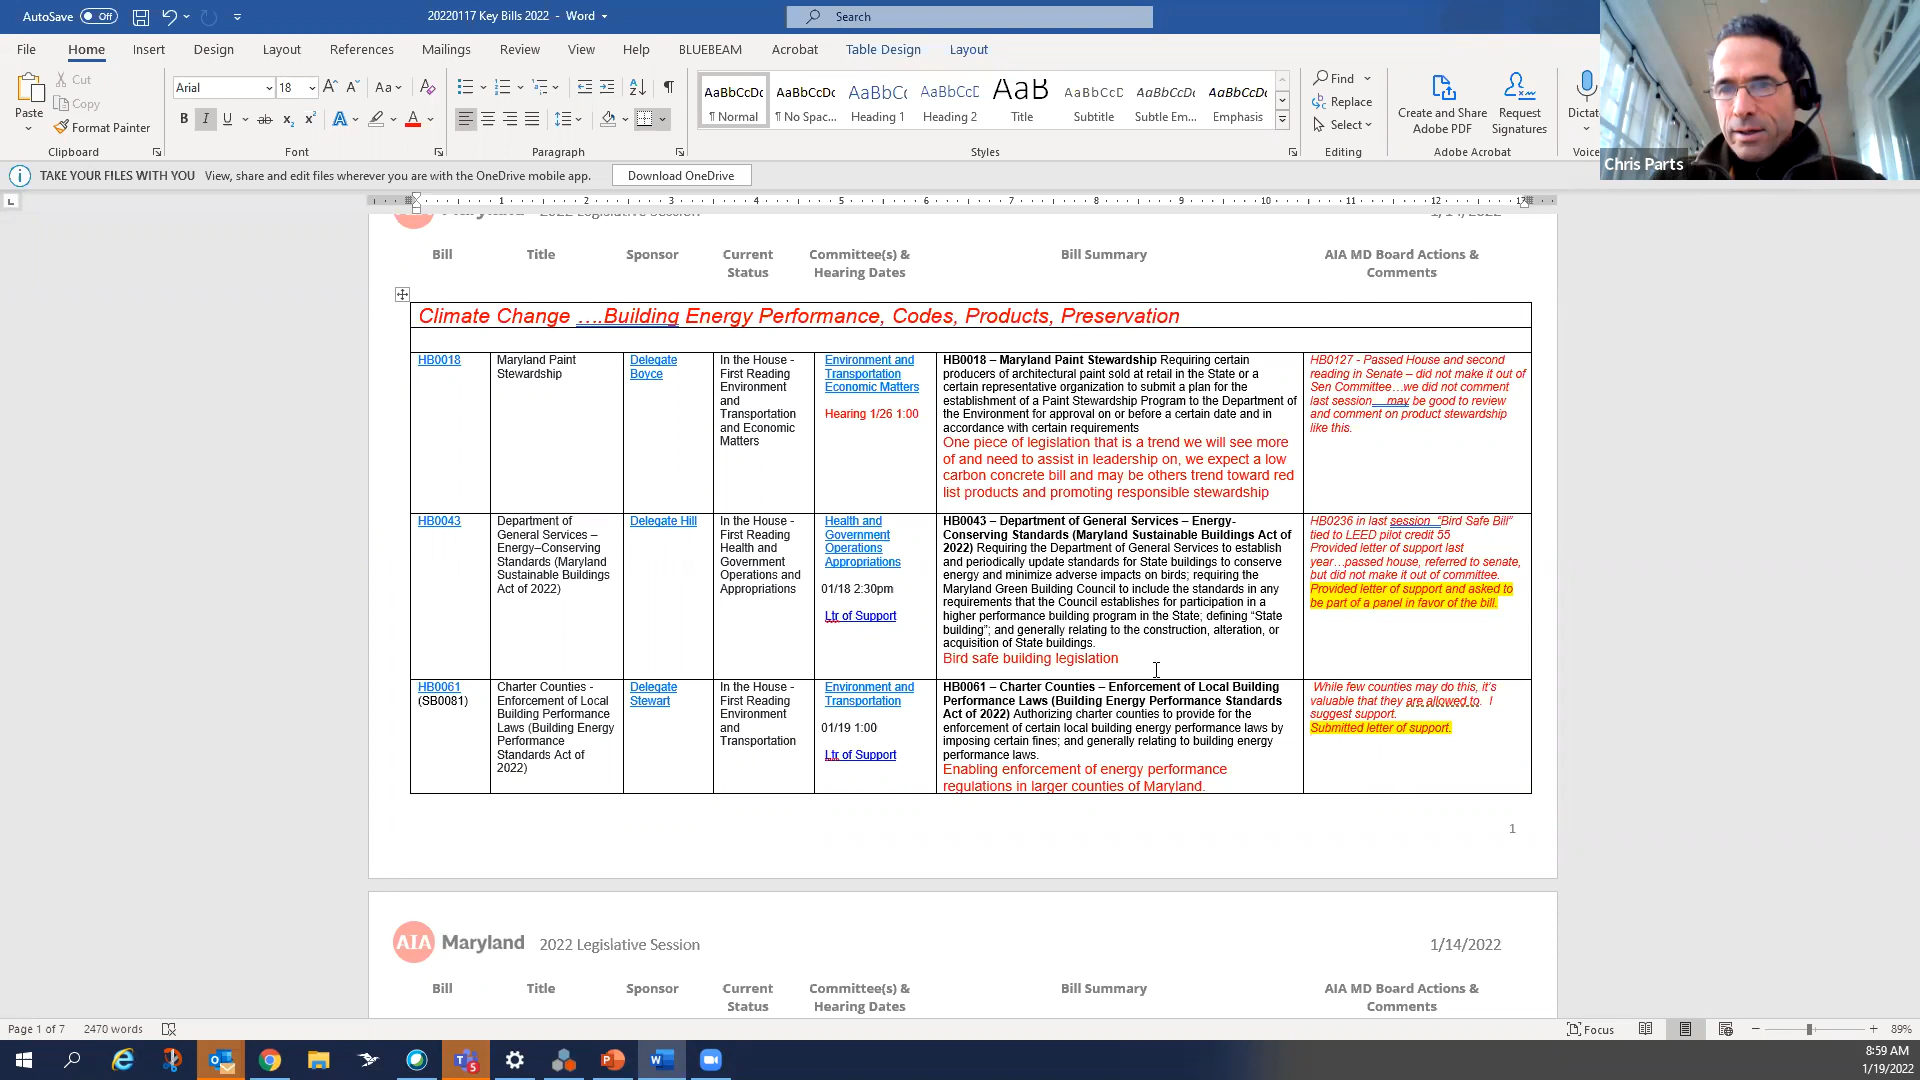 AutoSave Off 20220117 Key Bills 2022 - Word Search
File Home Insert Design Layout References Mailings Review View Help BLUEBEAM Acrobat Table Design Layout
Paste
Cut
Copy
Format Painter
Clipboard
Arial 18
Font
Paragraph
AaBbCcDc AaBbCcDc AaBbCc AaBbCcD AaB AaBbCcD AaBbCcDc AaBbCcDc
¶ Normal ¶ No Spac... Heading 1 Heading 2 Title Subtitle Subtle Em... Emphasis
Styles
Find
Replace
Select
Editing
Create and Share Adobe PDF
Request Signatures
Adobe Acrobat
Dictat
Voice
Chris Parts
TAKE YOUR FILES WITH YOU View, share and edit files wherever you are with the OneDrive mobile app. Download OneDrive
1 2 3 4 5 6 7 8 9 10 11 12
Maryland 2022 Legislative Session 1/14/2022
Bill Title Sponsor Current Status Committee(s) & Hearing Dates Bill Summary AIA MD Board Actions & Comments
Climate Change ….Building Energy Performance, Codes, Products, Preservation
HB0018
Maryland Paint
Stewardship
Delegate
Boyce
In the House -
First Reading
Environment
and
Transportation
and Economic
Matters
Environment and
Transportation
Economic Matters
Hearing 1/26 1:00
HB0018 – Maryland Paint Stewardship Requiring certain
producers of architectural paint sold at retail in the State or a
certain representative organization to submit a plan for the
establishment of a Paint Stewardship Program to the Department of
the Environment for approval on or before a certain date and in
accordance with certain requirements
One piece of legislation that is a trend we will see more
of and need to assist in leadership on, we expect a low
carbon concrete bill and may be others trend toward red
list products and promoting responsible stewardship
HB0127 - Passed House and second
reading in Senate – did not make it out of
Sen Committee…we did not comment
last session….may be good to review
and comment on product stewardship
like this.
HB0043
Department of
General Services –
Energy–Conserving
Standards (Maryland
Sustainable Buildings
Act of 2022)
Delegate Hill
In the House -
First Reading
Health and
Government
Operations and
Appropriations
Health and
Government
Operations
Appropriations
01/18 2:30pm
Ltr of Support
HB0043 – Department of General Services – Energy-
Conserving Standards (Maryland Sustainable Buildings Act of
2022) Requiring the Department of General Services to establish
and periodically update standards for State buildings to conserve
energy and minimize adverse impacts on birds; requiring the
Maryland Green Building Council to include the standards in any
requirements that the Council establishes for participation in a
higher performance building program in the State; defining “State
building”; and generally relating to the construction, alteration, or
acquisition of State buildings.
Bird safe building legislation
HB0236 in last session “Bird Safe Bill”
tied to LEED pilot credit 55
Provided letter of support last
year…passed house, referred to senate,
but did not make it out of committee.
Provided letter of support and asked to
be part of a panel in favor of the bill.
HB0061
(SB0081)
Charter Counties -
Enforcement of Local
Building Performance
Laws (Building Energy
Performance
Standards Act of
2022)
Delegate
Stewart
In the House -
First Reading
Environment
and
Transportation
Environment and
Transportation
01/19 1:00
Ltr of Support
HB0061 – Charter Counties – Enforcement of Local Building
Performance Laws (Building Energy Performance Standards
Act of 2022) Authorizing charter counties to provide for the
enforcement of certain local building energy performance laws by
imposing certain fines; and generally relating to building energy
performance laws.
Enabling enforcement of energy performance
regulations in larger counties of Maryland.
While few counties may do this, it’s
valuable that they are allowed to. I
suggest support.
Submitted letter of support.
1
AIA Maryland 2022 Legislative Session 1/14/2022
Bill Title Sponsor Current Status Committee(s) & Hearing Dates Bill Summary AIA MD Board Actions & Comments
Page 1 of 7 2470 words Focus 89%
8:59 AM
1/19/2022